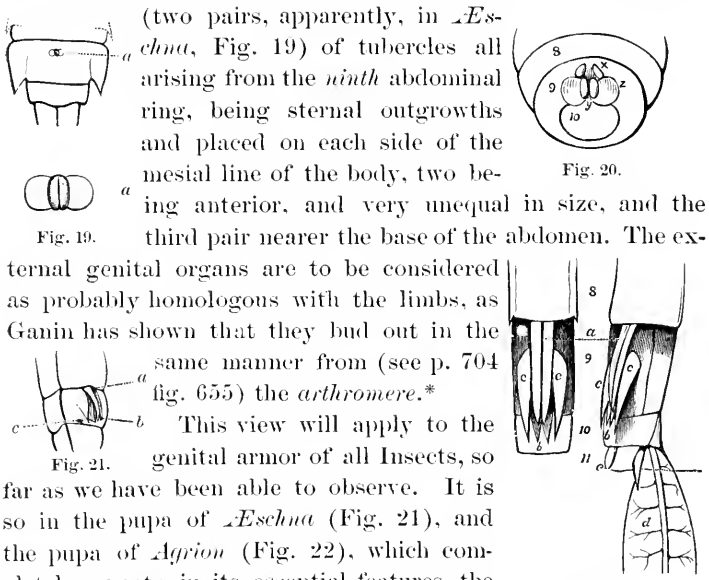 (two pairs, apparently, in Æs-
chna, Fig. 19) of tubercles all
arising from the ninth abdominal
ring, being sternal outgrowths
and placed on each side of the
mesial line of the body, two be-
ing anterior, and very unequal in size, and the
third pair nearer the base of the abdomen. The ex-
ternal genital organs are to be considered
as probably homologous with the limbs, as
Ganin has shown that they bud out in the
same manner from (see p. 704
fig. 655) the arthromere.*
This view will apply to the
genital armor of all Insects, so
far as we have been able to observe. It is
so in the pupa of Æschna (Fig. 21), and
the pupa of Agrion (Fig. 22), which com-
a
a
Fig. 19.
8
x
9
z
y
10
Fig. 20.
a
c
b
Fig. 21.
c
c
b
8
a
9
c
c
b
10
11
e
d